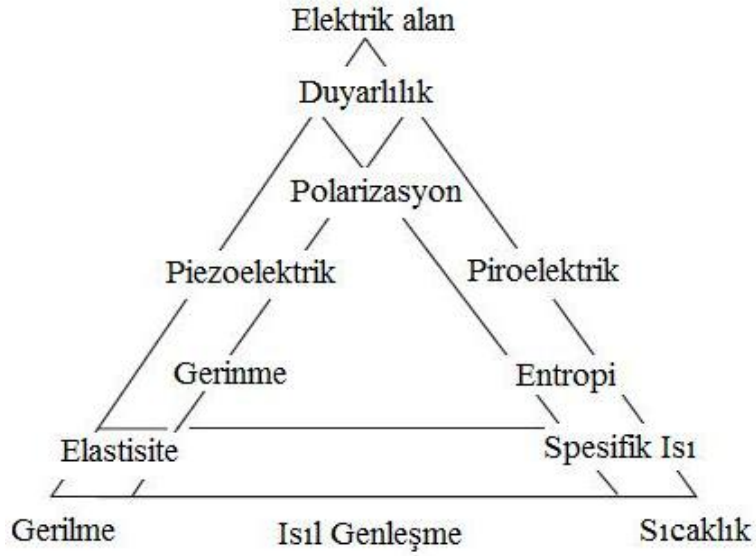 Elektrik alan
Duyarlılık
Polarizasyon
Piezoelektrik
Piroelektrik
Gerinme
Entropi
Elastisite
Spesifik Isı
Gerilme
Isıl Genleşme
Sıcaklık